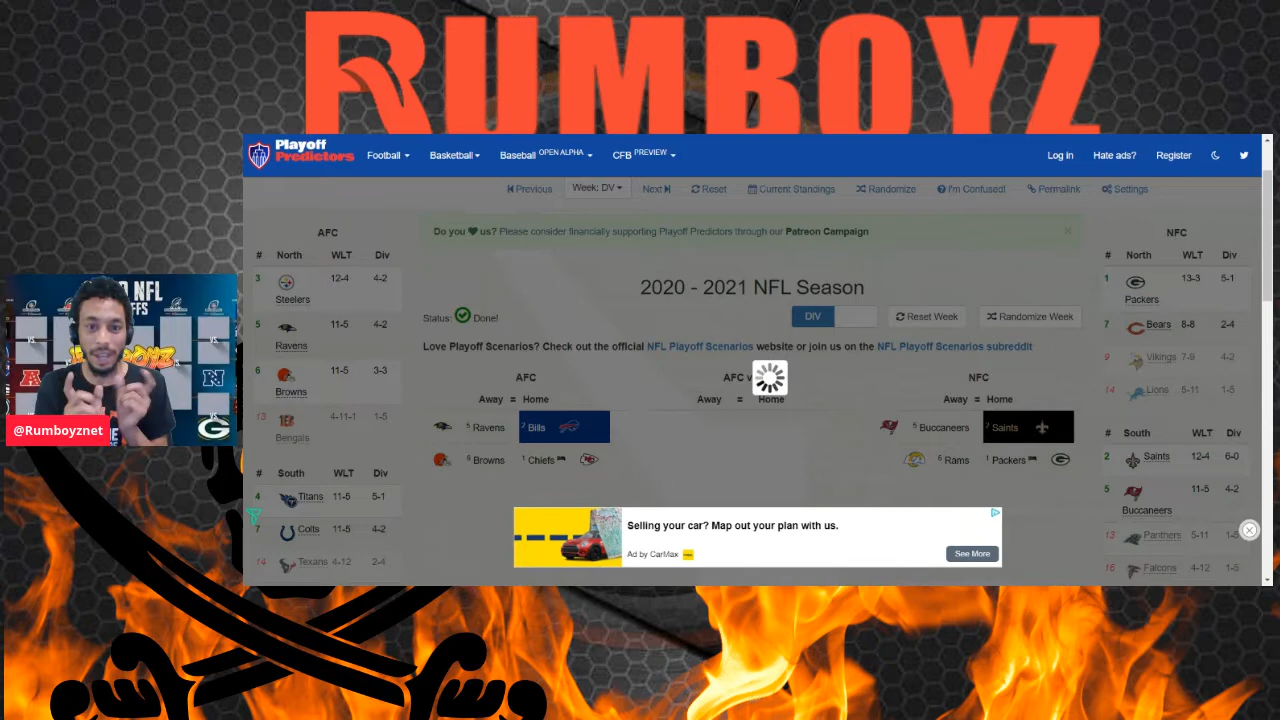 RUMBOYZ
Playoff
Predictors
Football
Basketball
Baseball OPEN ALPHA
CFB PREVIEW
Log in
Hate ads?
Register
Previous
Week: DV
Next
Reset
Current Standings
Randomize
I'm Confused!
Permalink
Settings
Do you us? Please consider financially supporting Playoff Predictors through our Patreon Campaign
×
AFC
# North WLT Div
3 Steelers 12-4 4-2
5 Ravens 11-5 4-2
6 Browns 11-5 3-3
13 Bengals 4-11-1 1-5
# South WLT Div
4 Titans 11-5 5-1
7 Colts 11-5 4-2
14 Texans 4-12 2-4
2020 - 2021 NFL Season
Status: Done!
DIV
Reset Week
Randomize Week
Love Playoff Scenarios? Check out the official NFL Playoff Scenarios website or join us on the NFL Playoff Scenarios subreddit
AFC
Away = Home
5 Ravens 2 Bills
6 Browns 1 Chiefs
AFC v
Away = Home
NFC
Away = Home
5 Buccaneers 2 Saints
6 Rams 1 Packers
NFC
# North WLT Div
1 Packers 13-3 5-1
7 Bears 8-8 2-4
9 Vikings 7-9 4-2
14 Lions 5-11 1-5
# South WLT Div
2 Saints 12-4 6-0
5 Buccaneers 11-5 4-2
13 Panthers 5-11 1-5
16 Falcons 4-12 1-5
Selling your car? Map out your plan with us.
Ad by CarMax
See More
NFL
VS.
VS.
@Rumboyznet